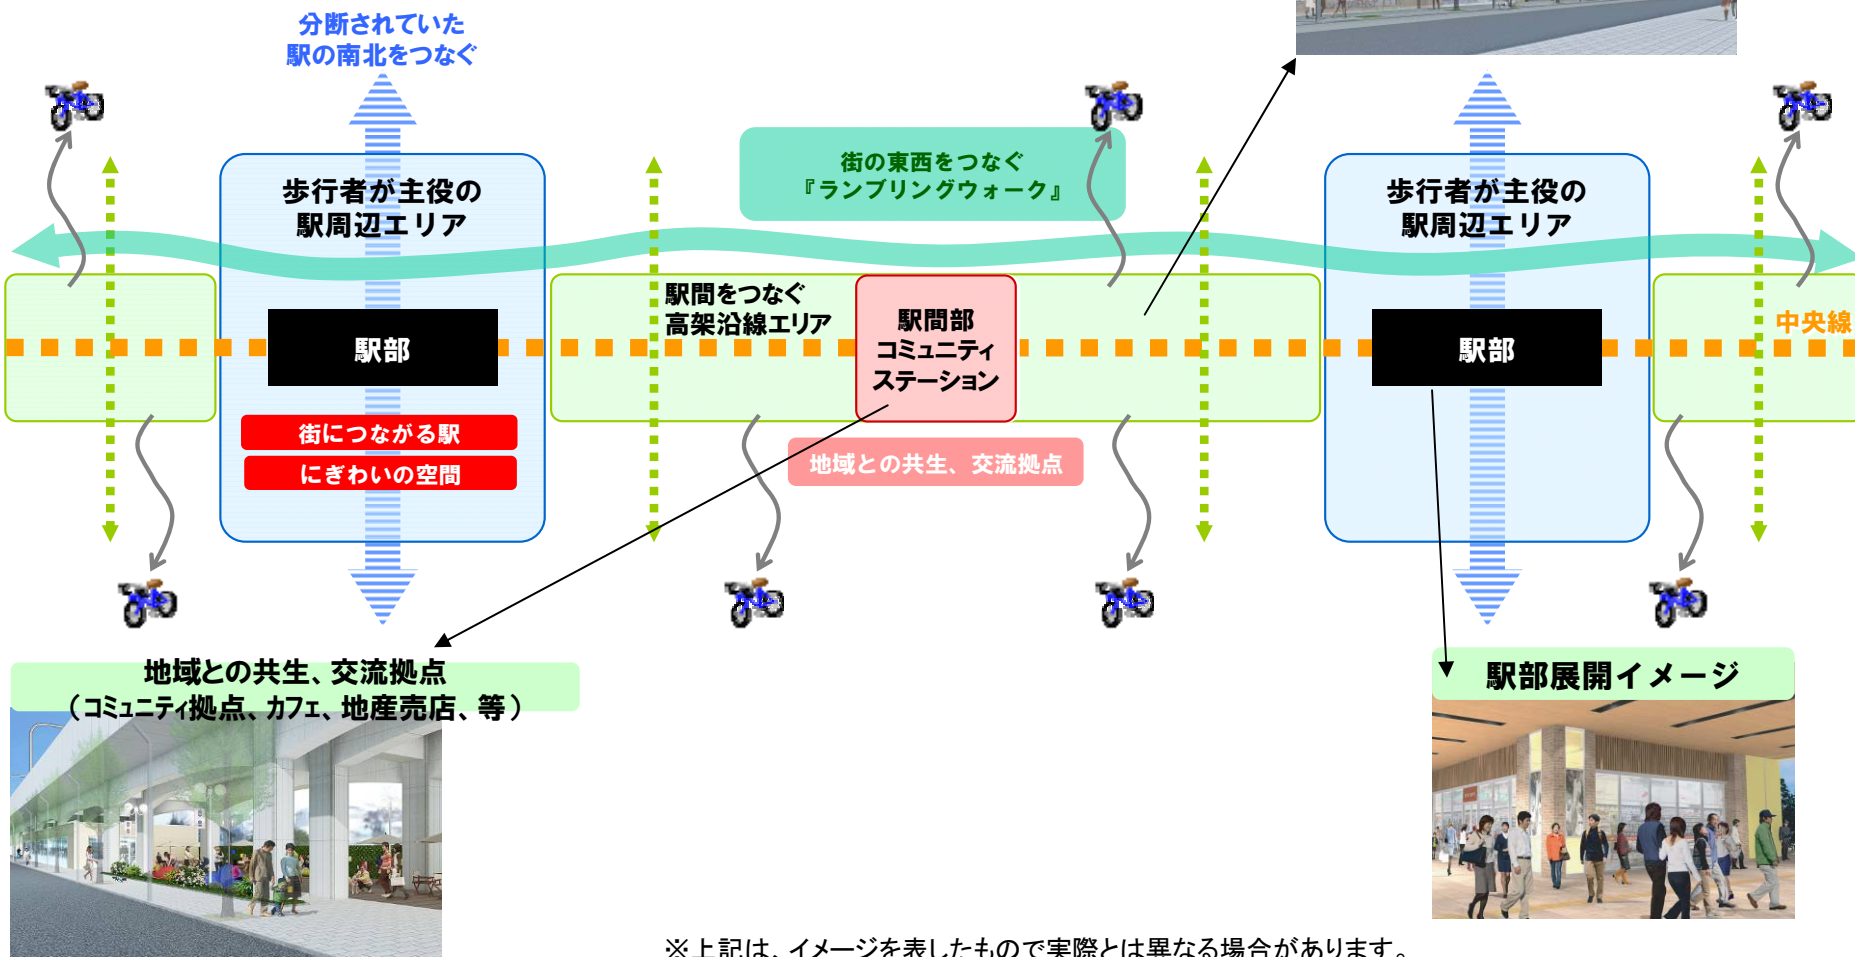 分断されていた
駅の南北をつなぐ
街の東西をつなぐ
『ランブリングウォーク』
歩行者が主役の
駅周辺エリア
歩行者が主役の
駅周辺エリア
駅間をつなぐ
高架沿線エリア
駅間部
コミュニティ
ステーション
中央線
駅部
駅部
街につながる駅
にぎわいの空間
地域との共生、交流拠点
地域との共生、交流拠点
（コミュニティ拠点、カフェ、地産売店、等）
駅部展開イメージ
※上記は、イメージを表したもので実際とは異なる場合があります。